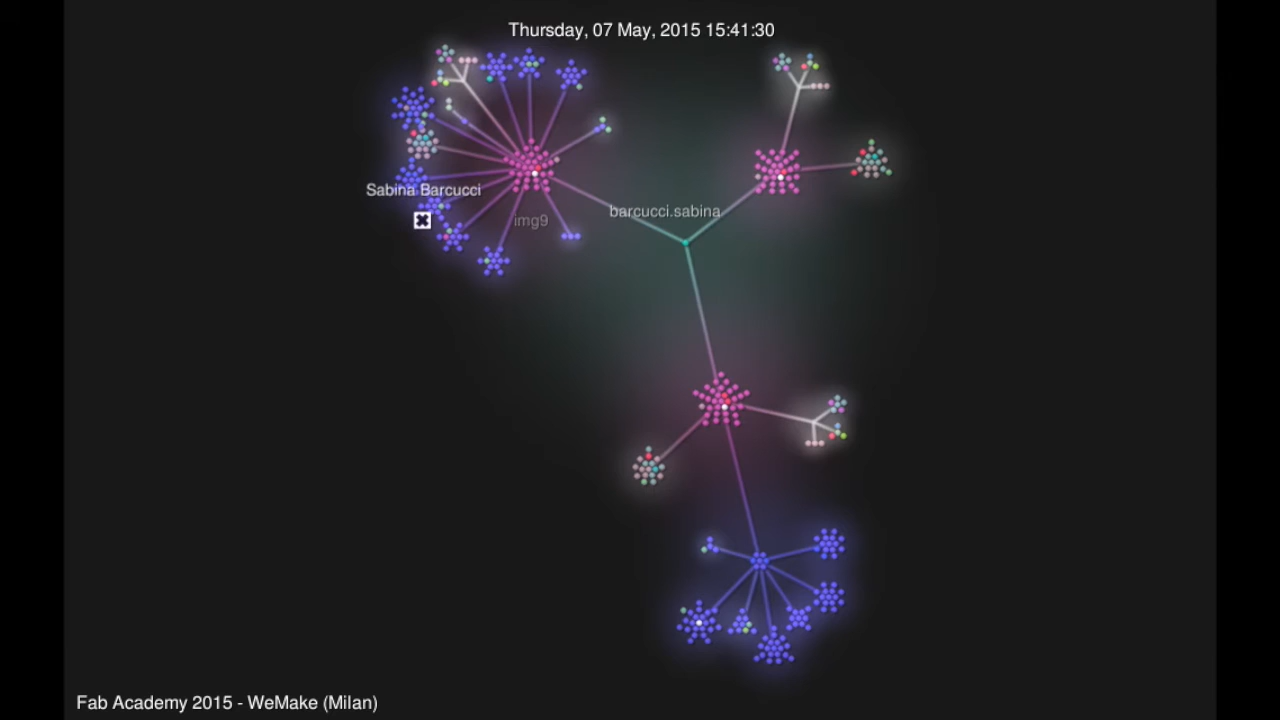 Thursday, 07 May, 2015 15:41:30
Sabina Barcucci
barcucci.sabina
img9
Fab Academy 2015 - WeMake (Milan)